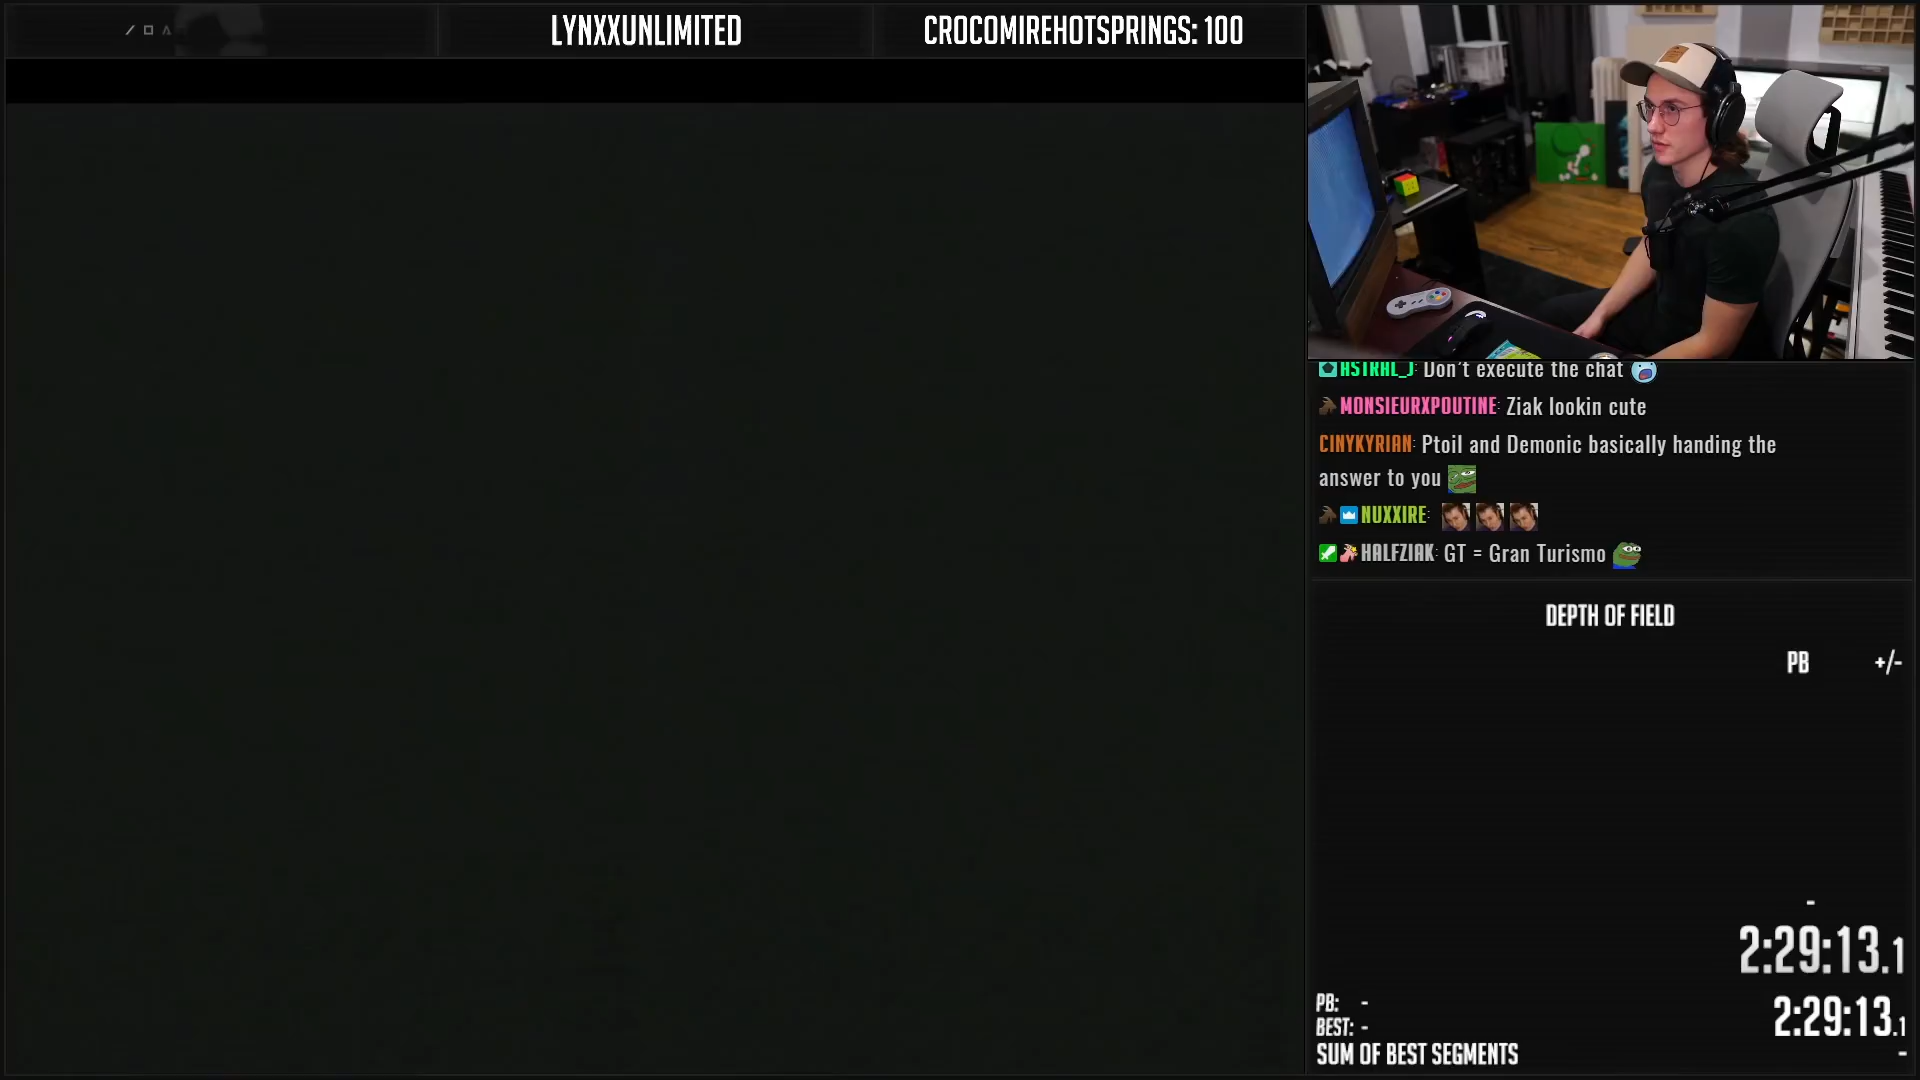 LYNXXUNLIMITED
CROCOMIREHOTSPRINGS: 100
ASTRAL_J: Don't execute the chat
MONSIEURXPOUTINE: Ziak lookin cute
CINYKYRIAN: Ptoil and Demonic basically handing the
answer to you
NUXXIRE:
HALFZIAK: GT = Gran Turismo
DEPTH OF FIELD
PB +/-
-
2:29:13.1
PB: -
2:29:13.1
BEST: -
SUM OF BEST SEGMENTS -